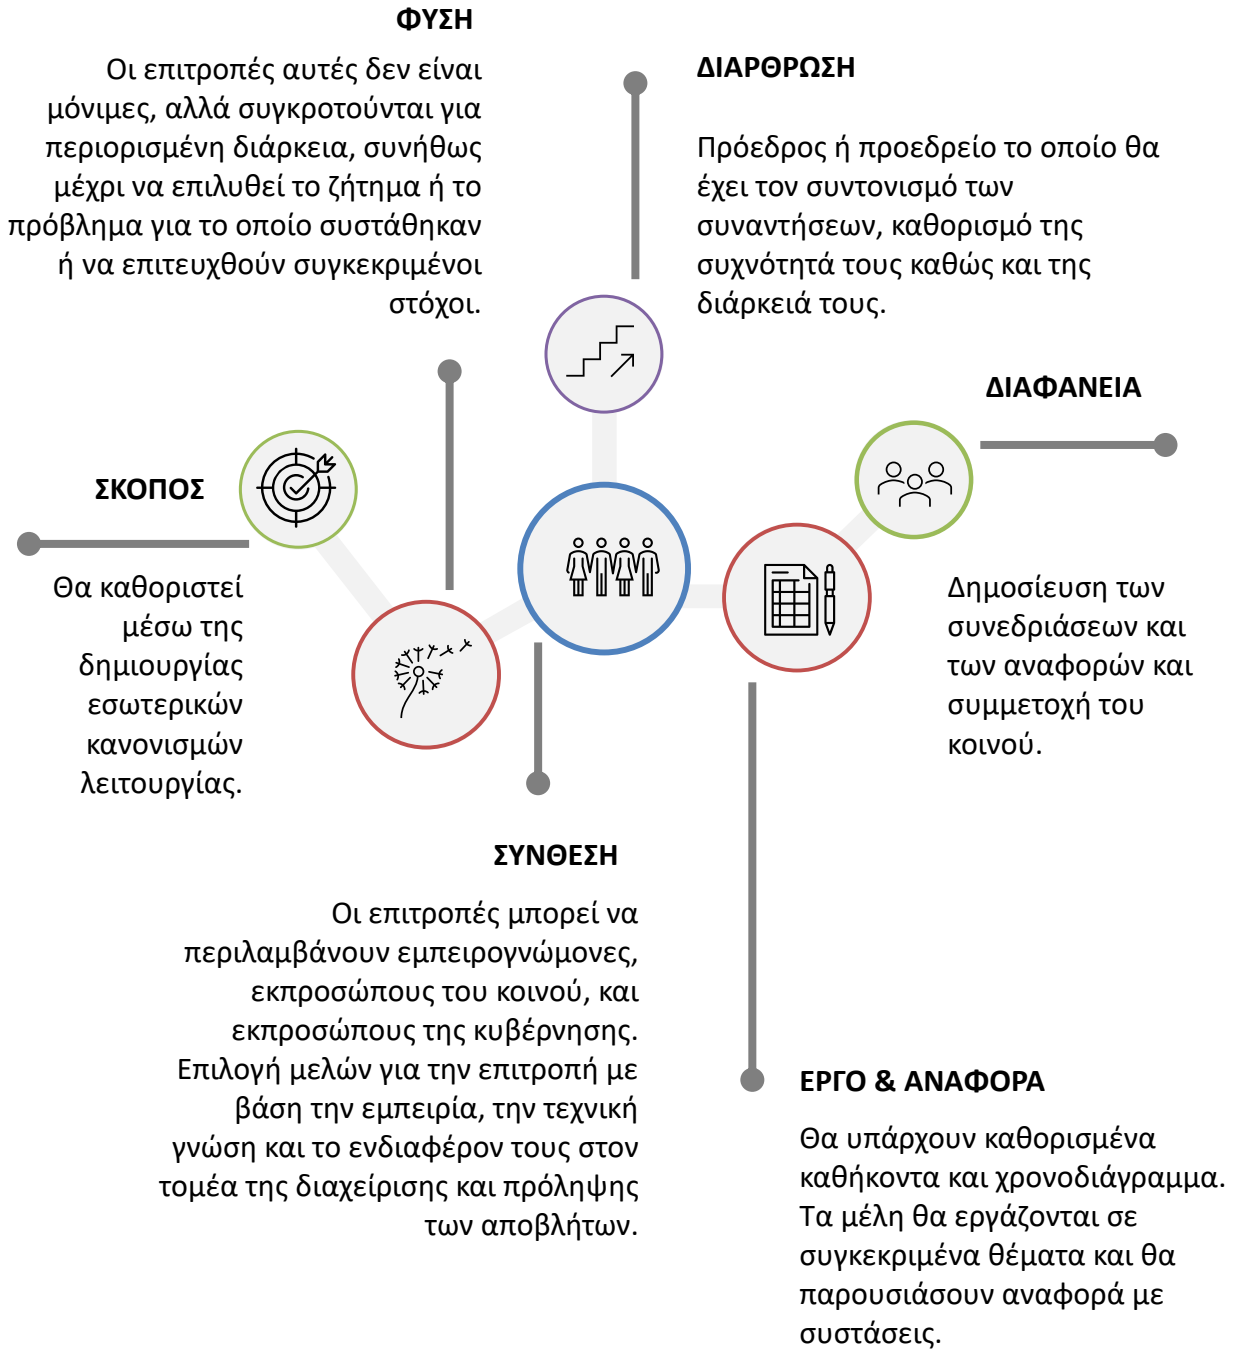 ΦΥΣΗ
Οι επιτροπές αυτές δεν είναι
μόνιμες, αλλά συγκροτούνται για
περιορισμένη διάρκεια, συνήθως
μέχρι να επιλυθεί το ζήτημα ή το
πρόβλημα για το οποίο συστάθηκαν
ή να επιτευχθούν συγκεκριμένοι
στόχοι.
ΔΙΑΡΘΡΩΣΗ
Πρόεδρος ή προεδρείο το οποίο θα
έχει τον συντονισμό των
συναντήσεων, καθορισμό της
συχνότητά τους καθώς και της
διάρκειά τους.
ΔΙΑΦΑΝΕΙΑ
Δημοσίευση των
συνεδριάσεων και
των αναφορών και
συμμετοχή του
κοινού.
ΣΚΟΠΟΣ
Θα καθοριστεί
μέσω της
δημιουργίας
εσωτερικών
κανονισμών
λειτουργίας.
ΣΥΝΘΕΣΗ
Οι επιτροπές μπορεί να
περιλαμβάνουν εμπειρογνώμονες,
εκπροσώπους του κοινού, και
εκπροσώπους της κυβέρνησης.
Επιλογή μελών για την επιτροπή με
βάση την εμπειρία, την τεχνική
γνώση και το ενδιαφέρον τους στον
τομέα της διαχείρισης και πρόληψης
των αποβλήτων.
ΕΡΓΟ & ΑΝΑΦΟΡΑ
Θα υπάρχουν καθορισμένα
καθήκοντα και χρονοδιάγραμμα.
Τα μέλη θα εργάζονται σε
συγκεκριμένα θέματα και θα
παρουσιάσουν αναφορά με
συστάσεις.